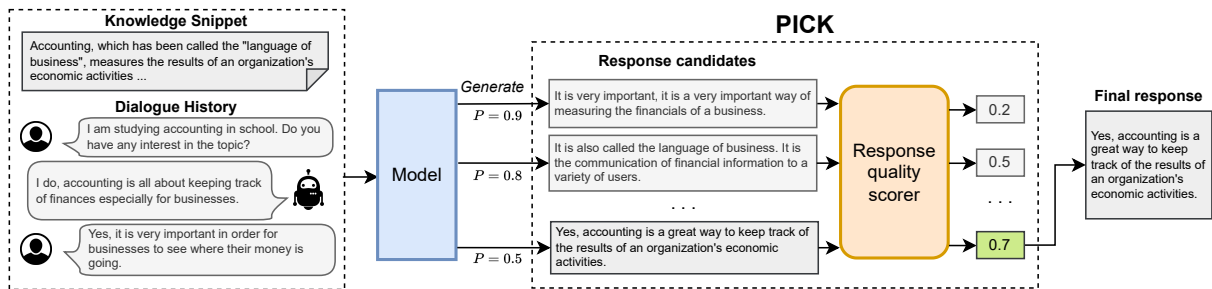 PICK
Knowledge Snippet
Accounting, which has been called the "language of
business", measures the results of an organization's
economic activities ...
Dialogue History
I am studying accounting in school. Do you
have any interest in the topic?
I do, accounting is all about keeping track
of finances especially for businesses.
Yes, it is very important in order for
businesses to see where their money is
going.
Model
Generate
P = 0.9
P = 0.8
P = 0.5
Response candidates
It is very important, it is a very important way of
measuring the financials of a business.
It is also called the language of business. It is
the communication of financial information to a
variety of users.
. . .
Yes, accounting is a great way to keep track of
the results of an organization's economic
activities.
Response
quality
scorer
0.2
0.5
. . .
0.7
Final response
Yes, accounting is a
great way to keep
track of the results of
an organization's
economic activities.